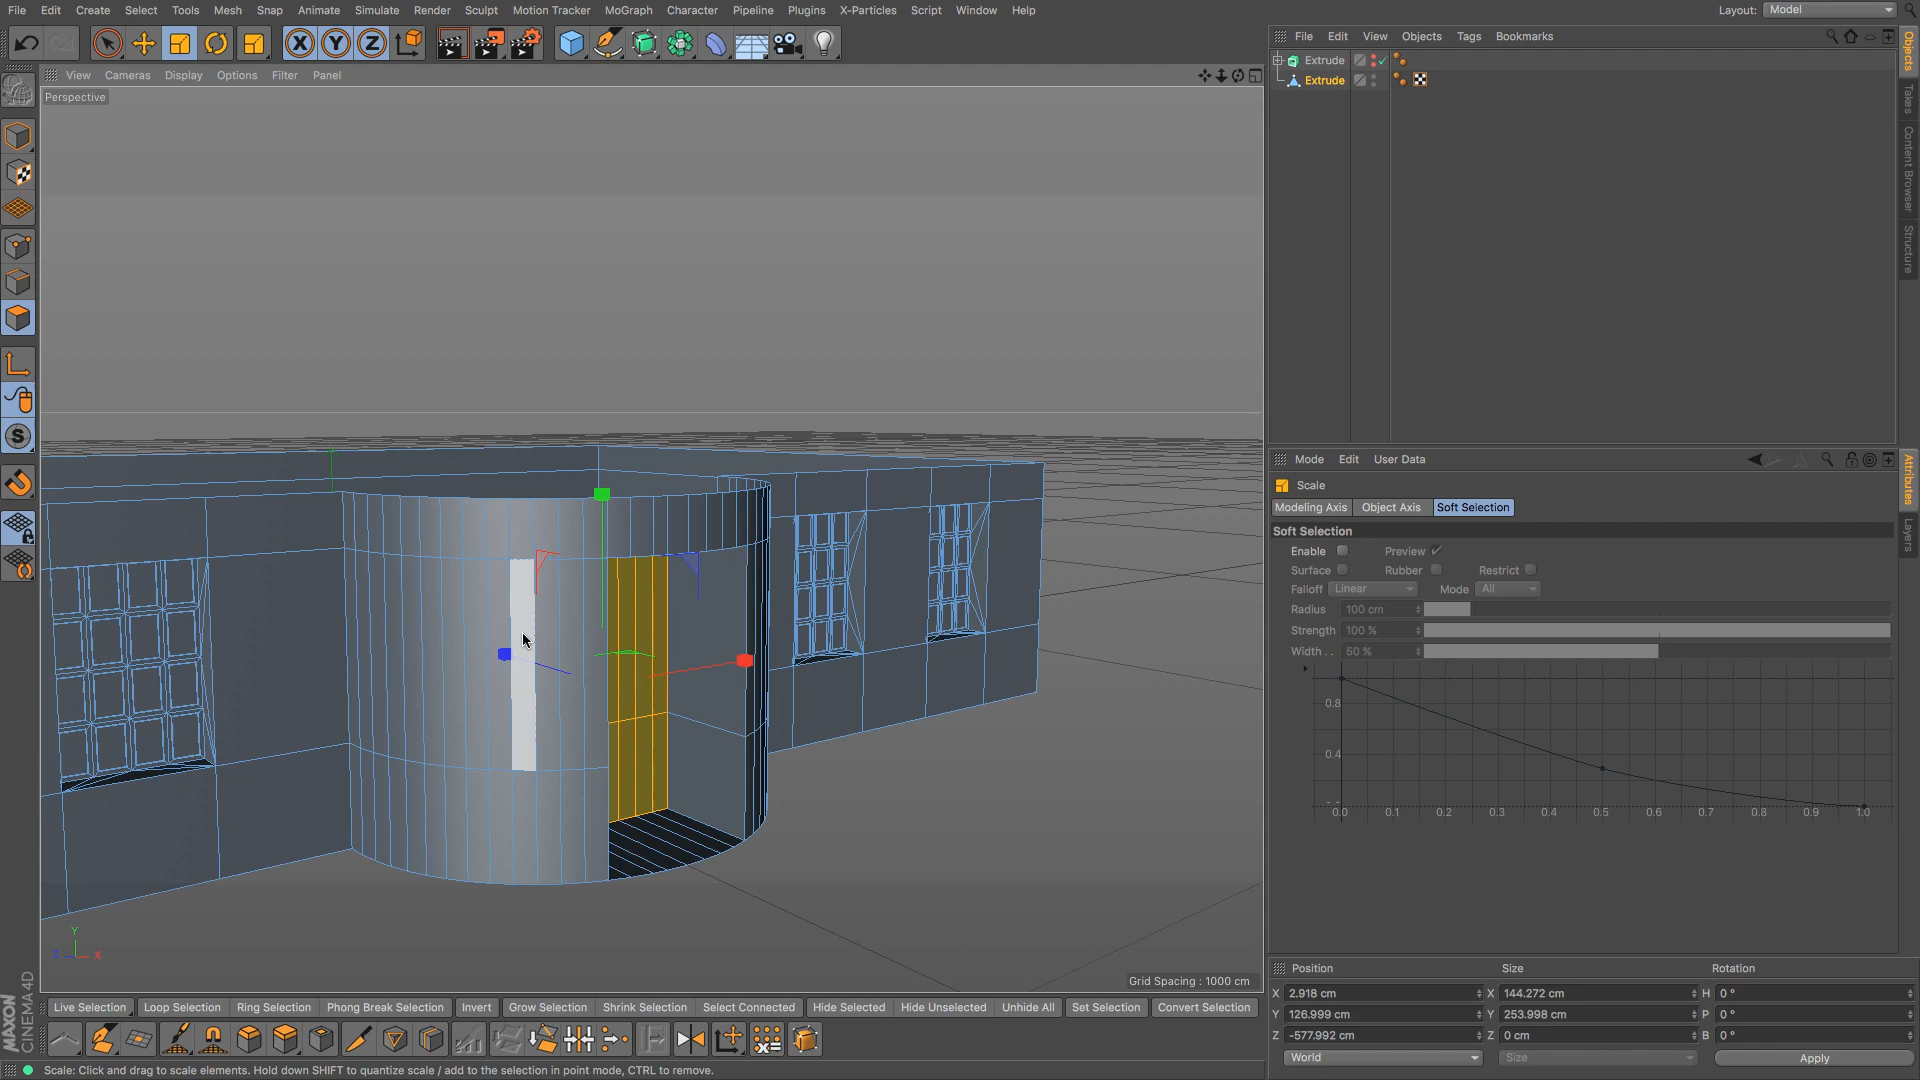 File Edit Create Select Tools Mesh Snap Animate Simulate Render Sculpt Motion Tracker MoGraph Character Pipeline Plugins X-Particles Script Window Help
Layout: Model
File Edit View Objects Tags Bookmarks
View Cameras Display Options Filter Panel
Perspective
Extrude
Extrude
Objects
Takes
Content Browser
Structure
Mode Edit User Data
Scale
Modeling Axis Object Axis Soft Selection
Soft Selection
Enable Preview
Surface Rubber Restrict
Falloff Linear Mode All
Radius 100 cm
Strength 100 %
Width . . 50 %
0.8
0.4
0.0 0.1 0.2 0.3 0.4 0.5 0.6 0.7 0.8 0.9 1.0
Attributes
Layers
Y
Z X
Grid Spacing : 1000 cm
Position Size Rotation
X 2.918 cm X 144.272 cm H 0 °
Y 126.999 cm Y 253.998 cm P 0 °
Z -577.992 cm Z 0 cm B 0 °
World Size Apply
Live Selection Loop Selection Ring Selection Phong Break Selection Invert Grow Selection Shrink Selection Select Connected Hide Selected Hide Unselected Unhide All Set Selection Convert Selection
MAXON
CINEMA 4D
Scale: Click and drag to scale elements. Hold down SHIFT to quantize scale / add to the selection in point mode, CTRL to remove.